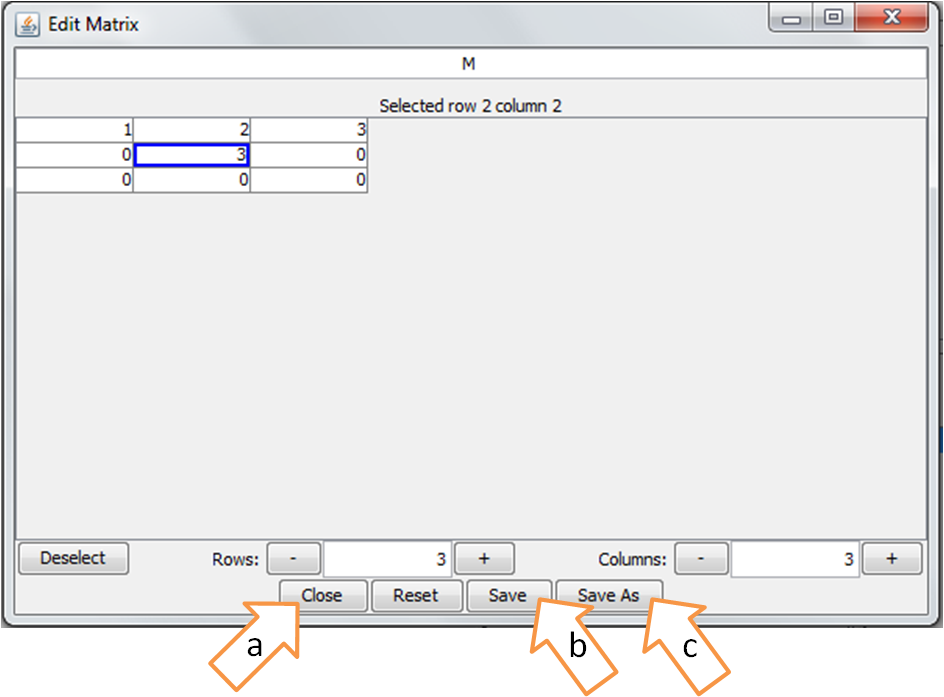 Edit Matrix
M
Selected row 2 column 2
1 2 3
0 3 0
0 0 0
Deselect Rows: - 3 + Columns: - 3 +
Close Reset Save Save As
a b c